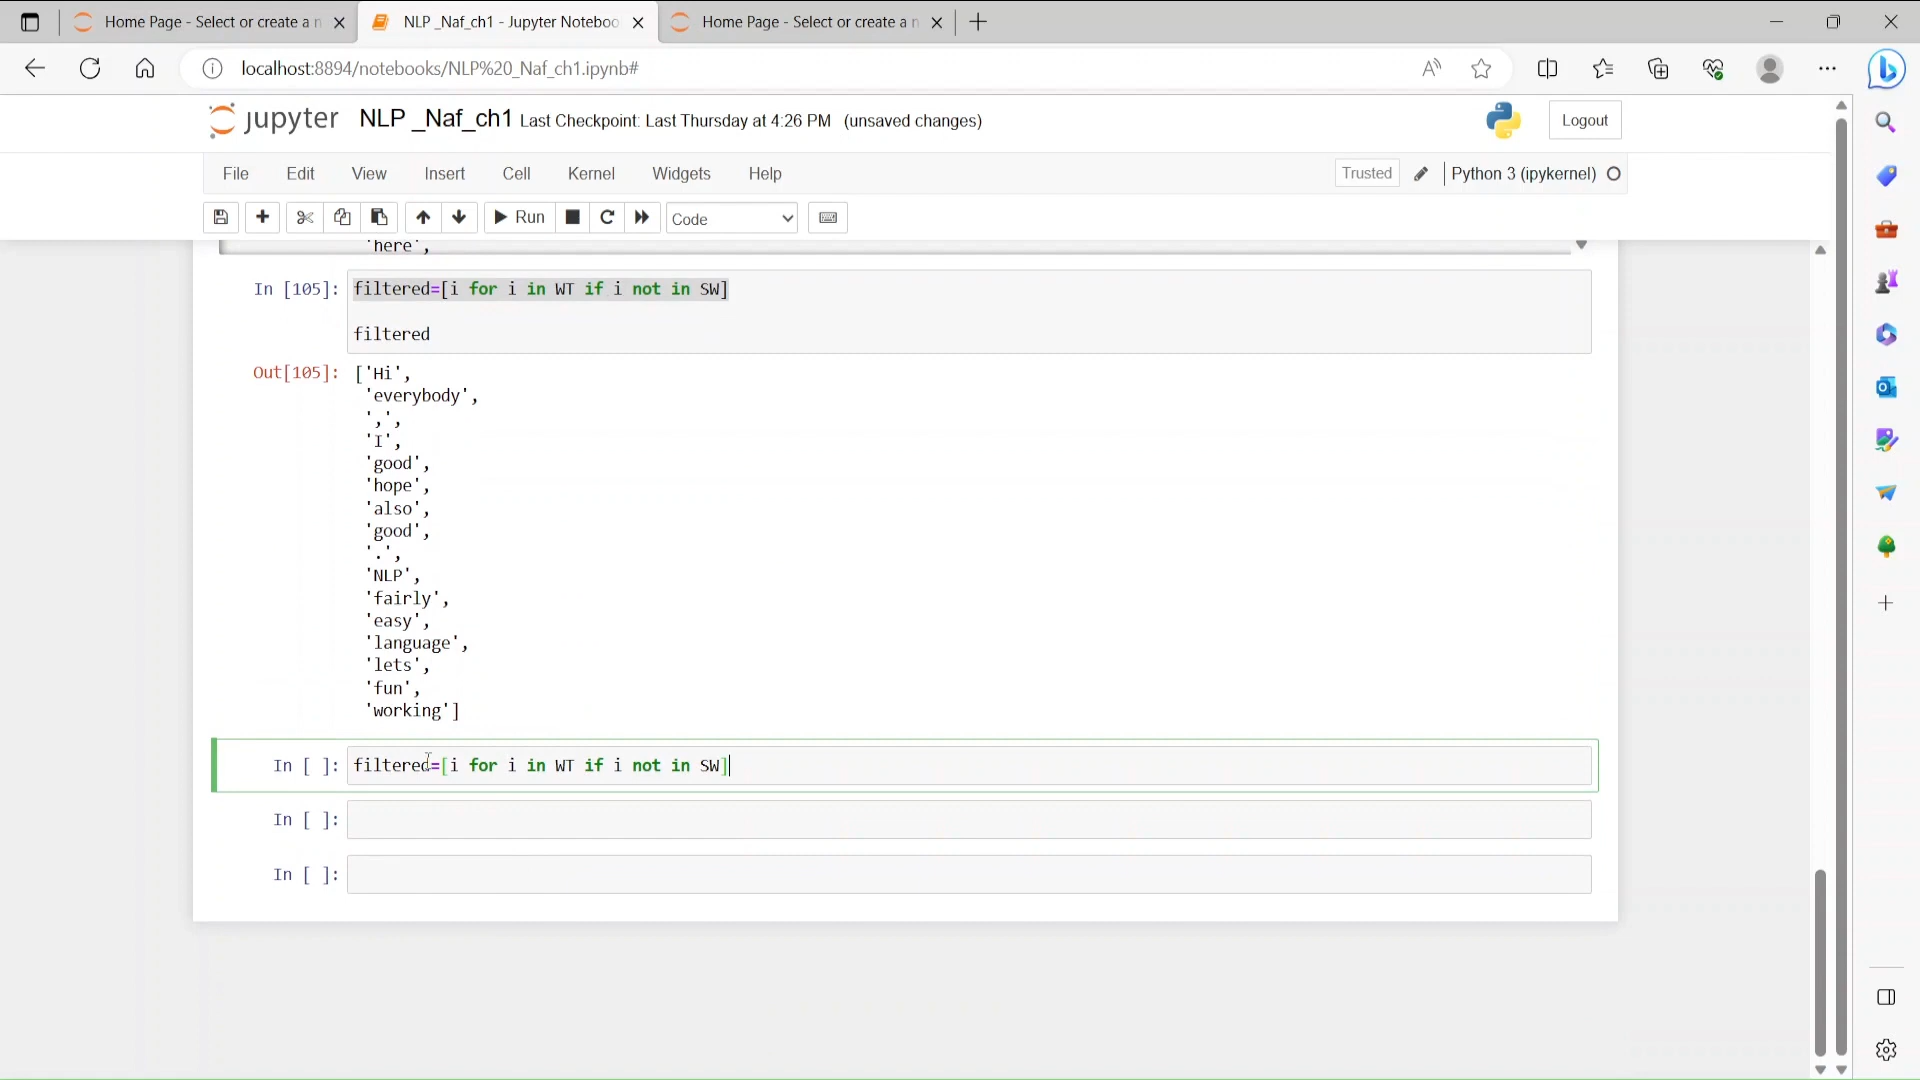 Home Page - Select or create a n
NLP _Naf_ch1 - Jupyter Noteboo
Home Page - Select or create a n
localhost:8894/notebooks/NLP%20_Naf_ch1.ipynb#
jupyter NLP _Naf_ch1 Last Checkpoint: Last Thursday at 4:26 PM (unsaved changes)
Logout
File Edit View Insert Cell Kernel Widgets Help
Trusted Python 3 (ipykernel)
Run Code
'here',
In [105]: filtered=[i for i in WT if i not in SW]
filtered
Out[105]: ['Hi',
'everybody',
',',
'I',
'good',
'hope',
'also',
'good',
'.',
'NLP',
'fairly',
'easy',
'language',
'lets',
'fun',
'working']
In [ ]: filtered=[i for i in WT if i not in SW]
In [ ]:
In [ ]: